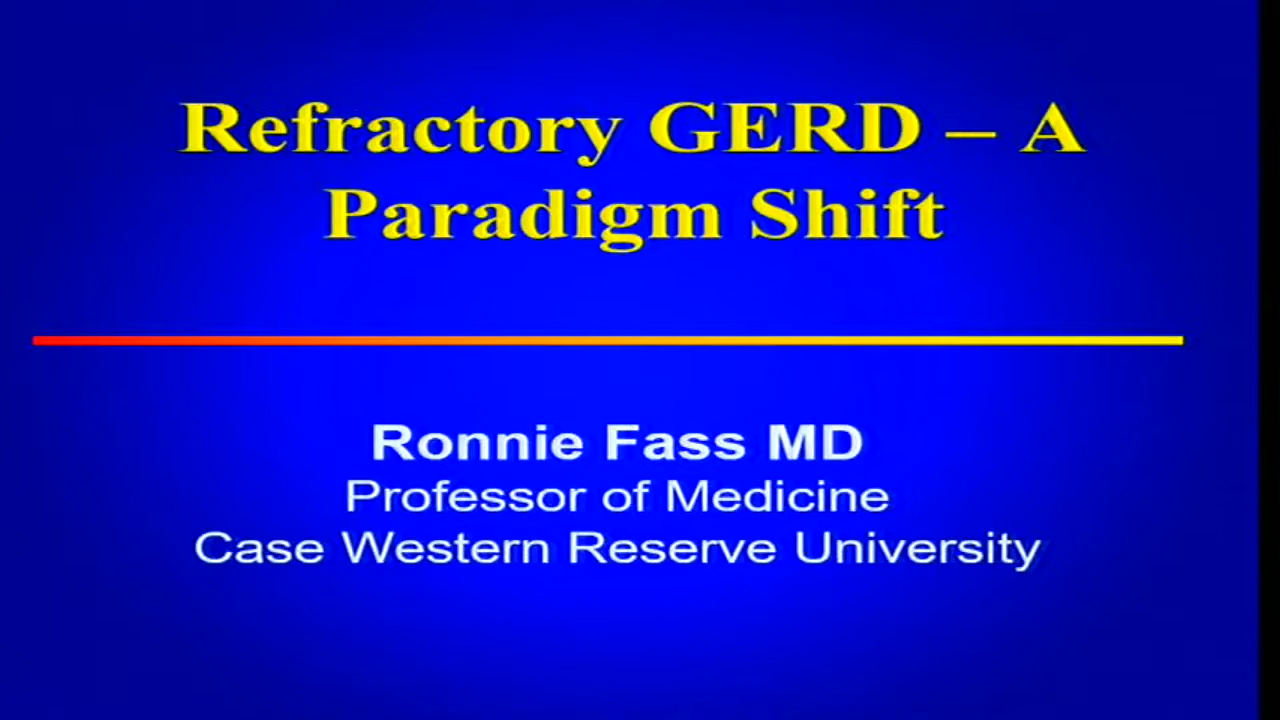 Refractory GERD – A
Paradigm Shift
Ronnie Fass MD
Professor of Medicine
Case Western Reserve University